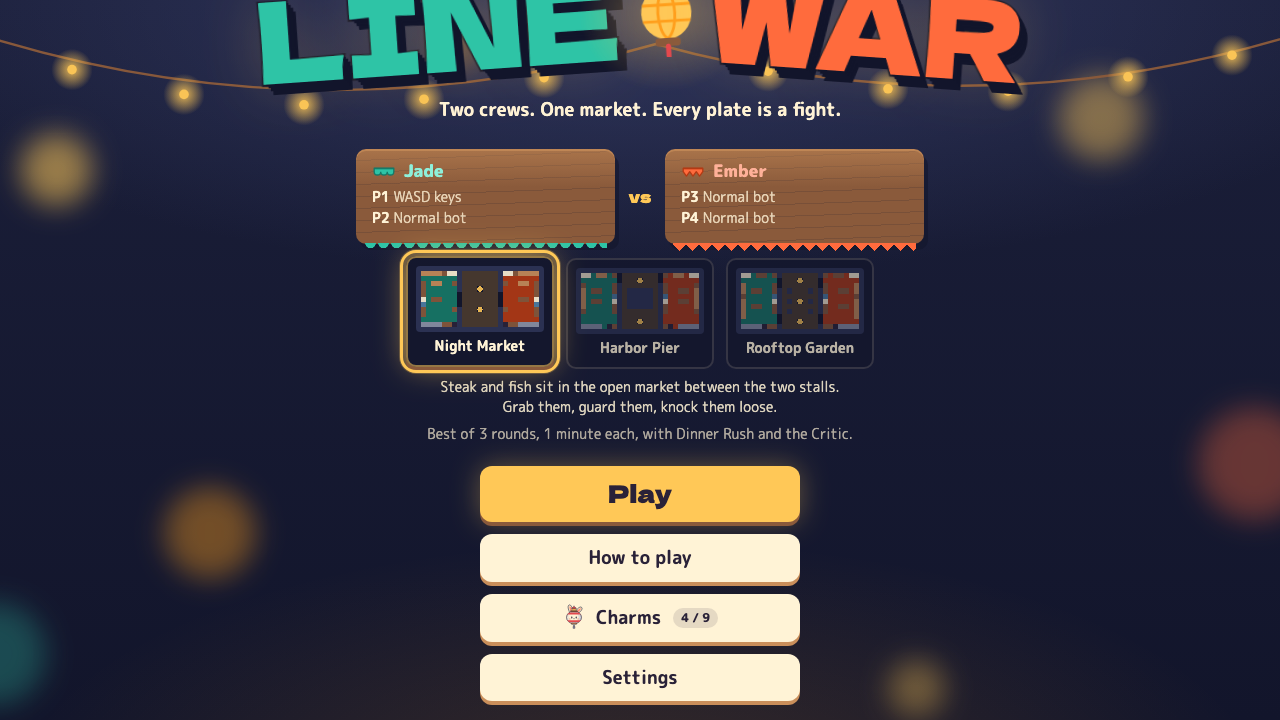 LINE WAR
Two crews. One market. Every plate is a fight.
Jade
P1 WASD keys
P2 Normal bot
vs
Ember
P3 Normal bot
P4 Normal bot
Night Market
Harbor Pier
Rooftop Garden
Steak and fish sit in the open market between the two stalls.
Grab them, guard them, knock them loose.
Best of 3 rounds, 1 minute each, with Dinner Rush and the Critic.
Play
How to play
Charms 4 / 9
Settings